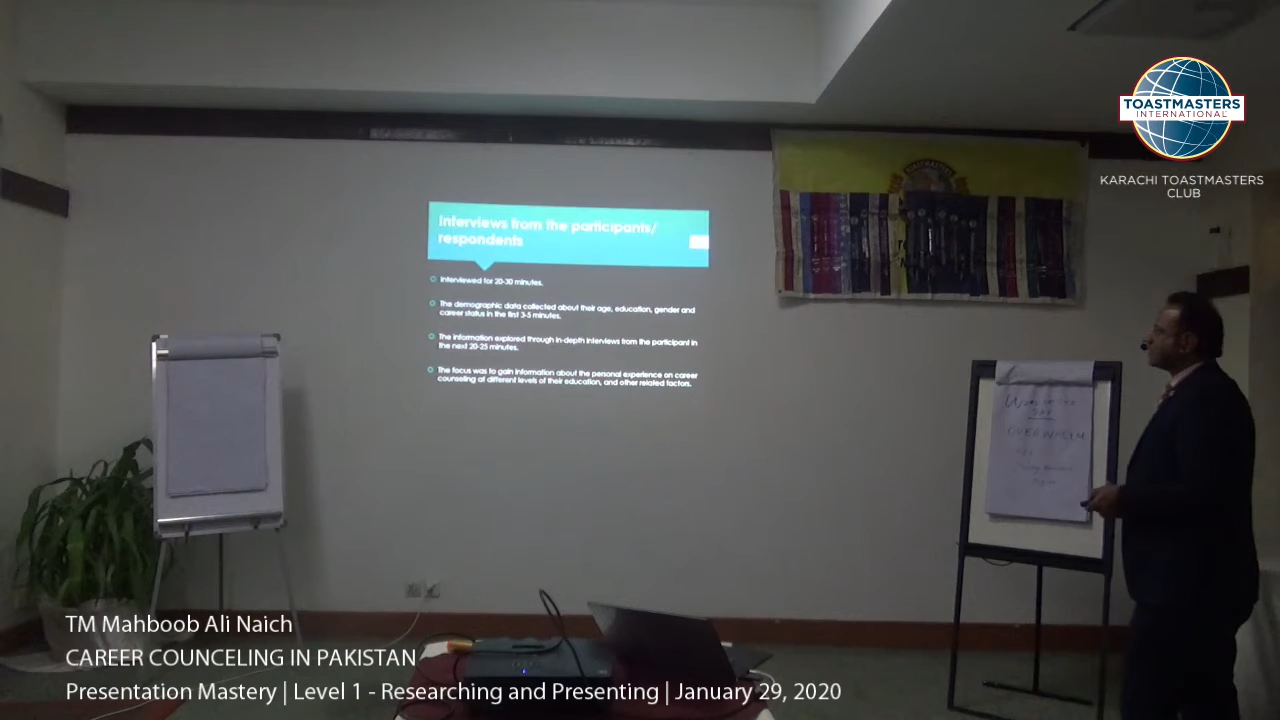 TOASTMASTERS
INTERNATIONAL
KARACHI TOASTMASTERS
CLUB
Interviews from the participants/
respondents
Interviewed for 20-30 minutes.
The demographic data collected about their age, education, gender and
career status in the first 3-5 minutes.
The information explored through in-depth interviews from the participant in
the next 20-25 minutes.
The focus was to gain information about the personal experience on career
counseling at different levels of their education, and other related factors.
TOASTMASTERS
TM Mahboob Ali Naich
CAREER COUNCELING IN PAKISTAN
Presentation Mastery | Level 1 - Researching and Presenting | January 29, 2020